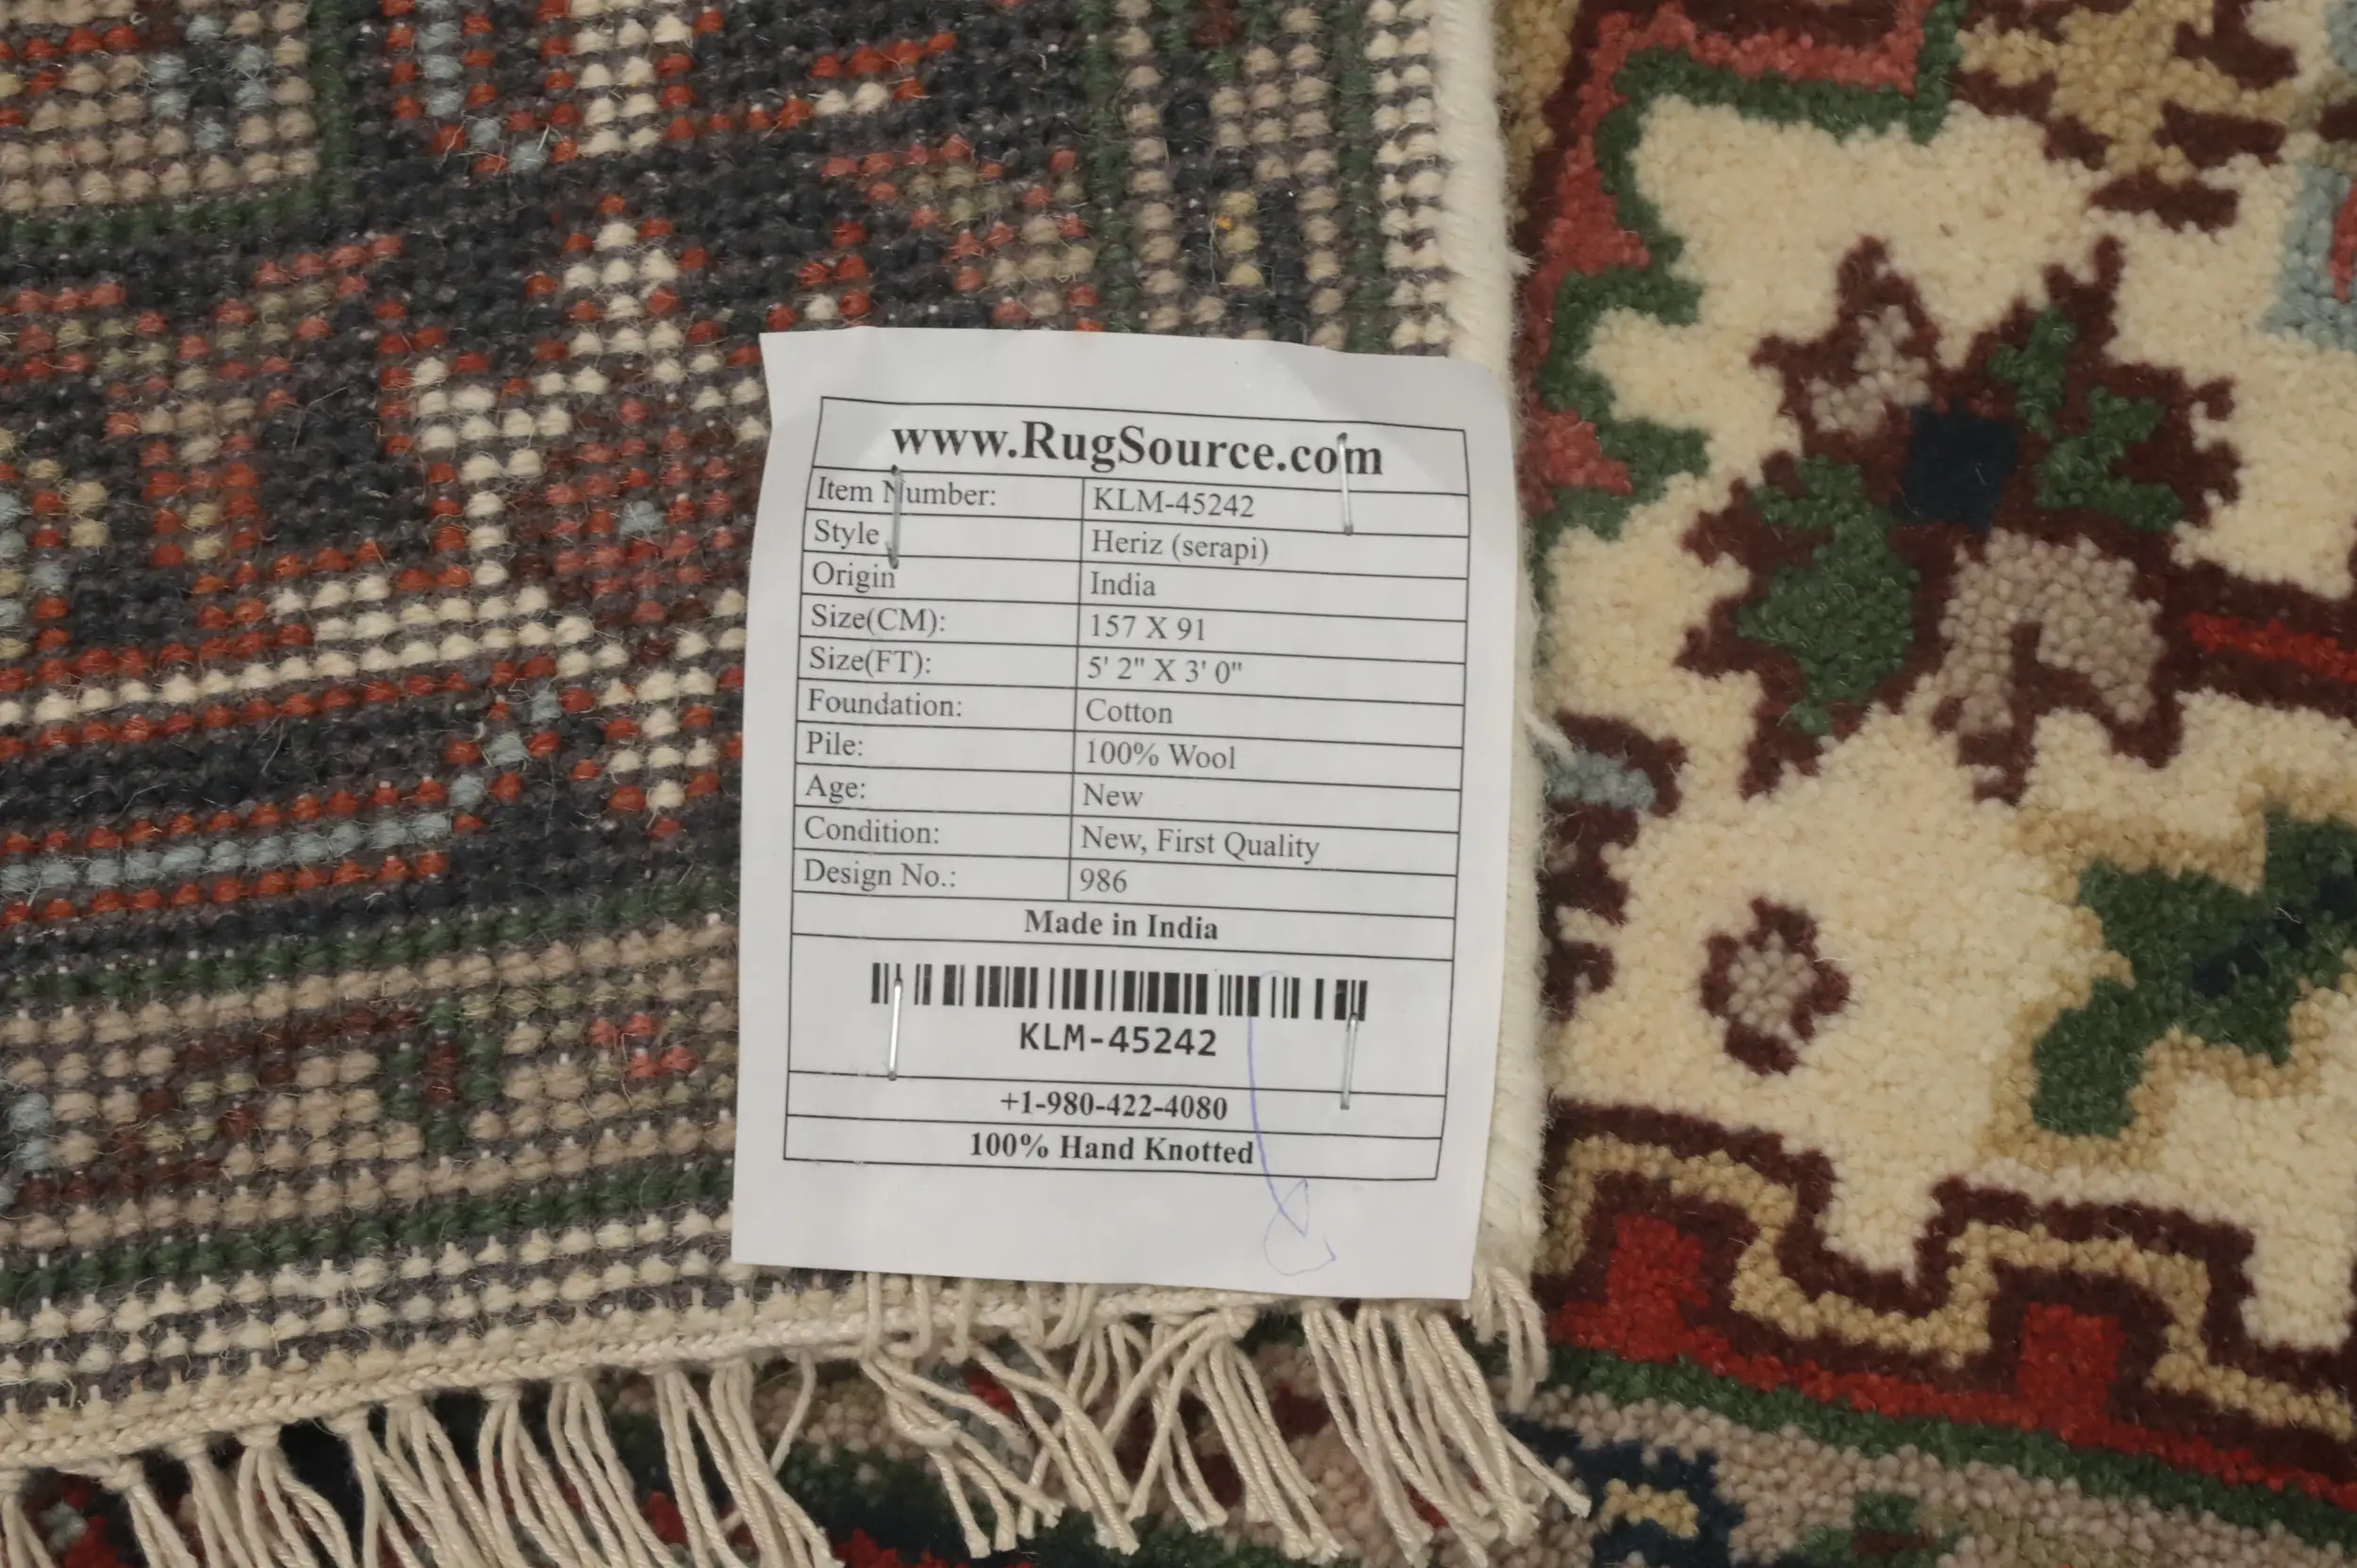 www.RugSource.com
Item Number: KLM-45242
Style Heriz (serapi)
Origin India
Size(CM): 157 X 91
Size(FT): 5' 2" X 3' 0"
Foundation: Cotton
Pile: 100% Wool
Age: New
Condition: New, First Quality
Design No.: 986
Made in India
KLM-45242
+1-980-422-4080
100% Hand Knotted